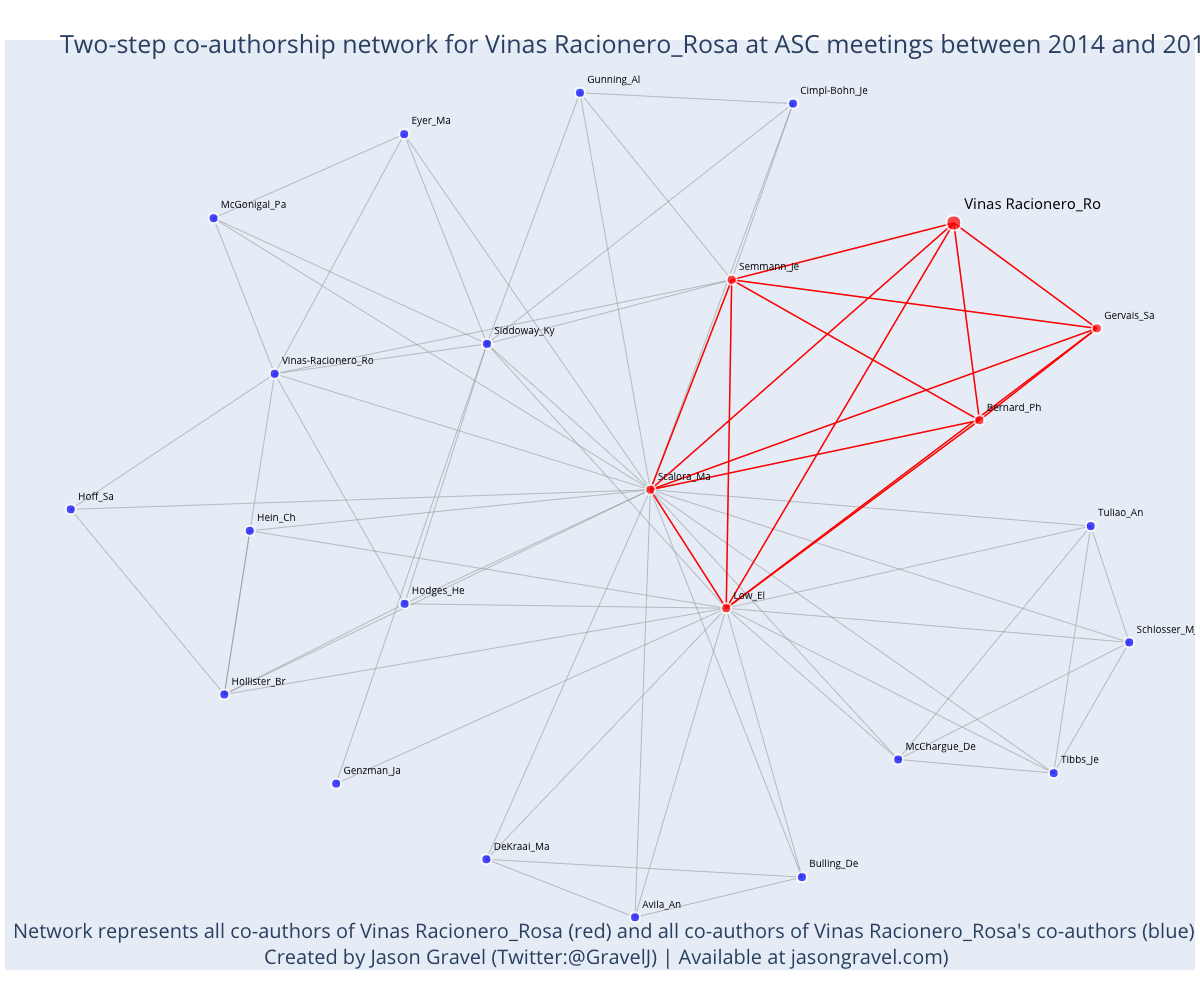 Two-step co-authorship network for Vinas Racionero_Rosa at ASC meetings between 2014 and 201
Gunning_Al
Cimpl-Bohn_Je
Eyer_Ma
McGonigal_Pa
Vinas Racionero_Ro
Semmann_Je
Gervais_Sa
Siddoway_Ky
Vinas-Racionero_Ro
Bernard_Ph
Scalora_Ma
Hoff_Sa
Hein_Ch
Tuliao_An
Hodges_He
Low_El
Schlosser_M
Hollister_Br
McChargue_De
Tibbs_Je
Genzman_Ja
DeKraai_Ma
Bulling_De
Avila_An
Network represents all co-authors of Vinas Racionero_Rosa (red) and all co-authors of Vinas Racionero_Rosa's co-authors (blue)
Created by Jason Gravel (Twitter:@GravelJ) | Available at jasongravel.com)